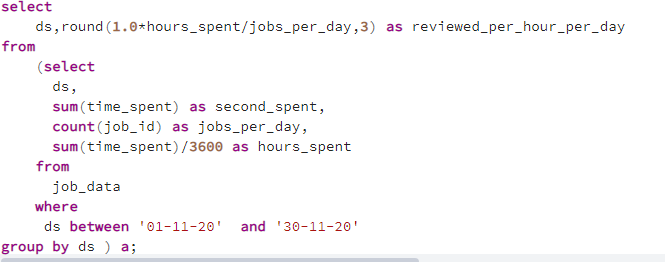 select
ds,round(1.0*hours_spent/jobs_per_day,3) as reviewed_per_hour_per_day
from
(select
ds,
sum(time_spent) as second_spent,
count(job_id) as jobs_per_day,
sum(time_spent)/3600 as hours_spent
from
job_data
where
ds between '01-11-20'  and '30-11-20'
group by ds ) a;